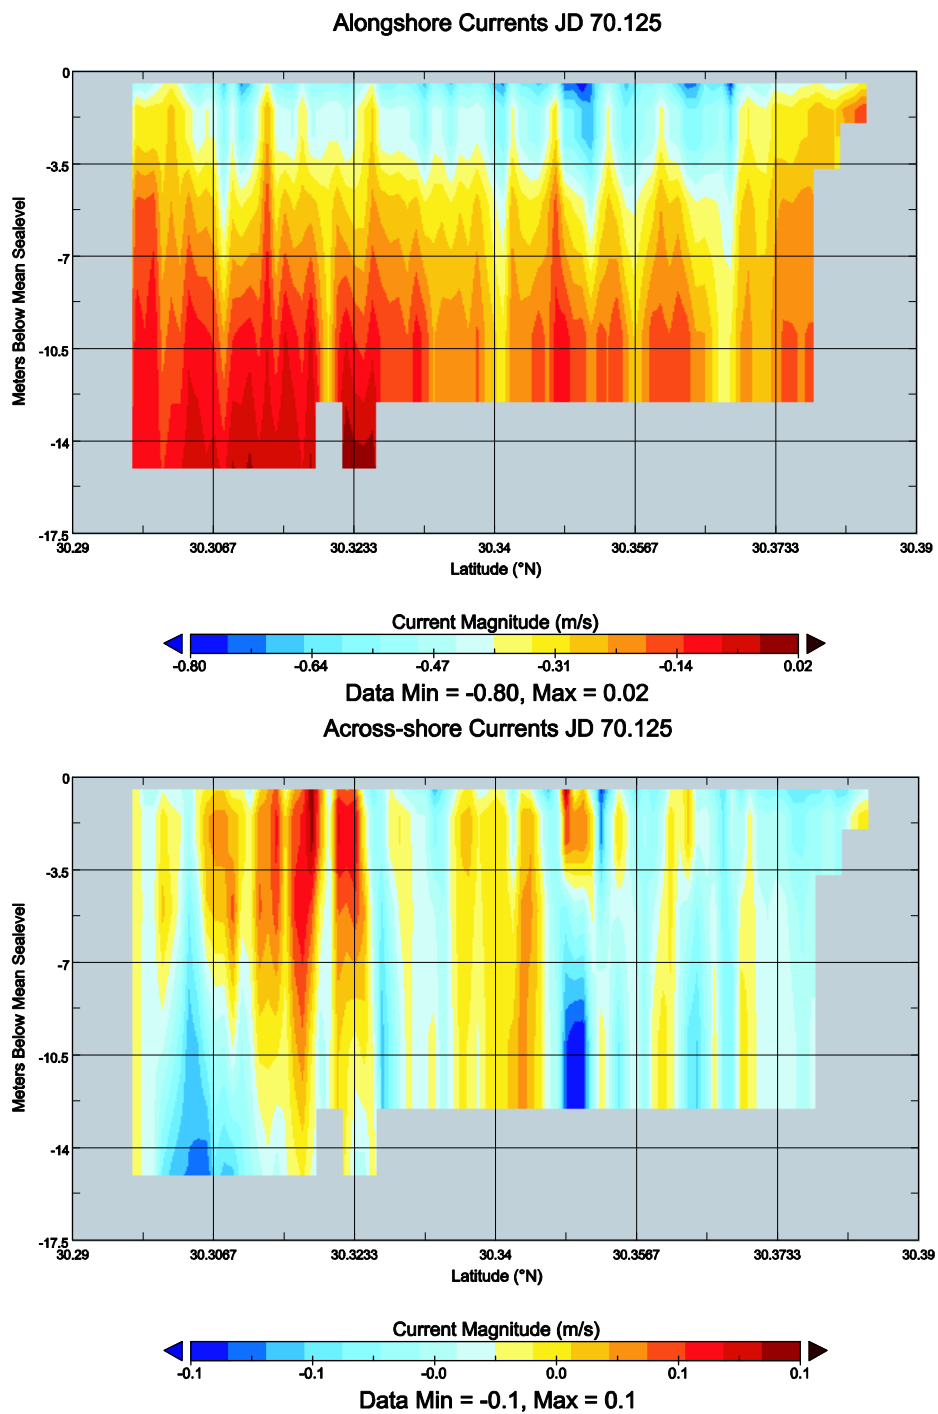 Alongshore Currents JD 70.125
0
-3.5
-7
-10.5
-14
-17.5
Meters Below Mean Sealevel
30.29 30.3067 30.3233 30.34 30.3567 30.3733 30.39
Latitude (°N)
Current Magnitude (m/s)
-0.80 -0.64 -0.47 -0.31 -0.14 0.02
Data Min = -0.80, Max = 0.02
Across-shore Currents JD 70.125
0
-3.5
-7
-10.5
-14
-17.5
Meters Below Mean Sealevel
30.29 30.3067 30.3233 30.34 30.3567 30.3733 30.39
Latitude (°N)
Current Magnitude (m/s)
-0.1 -0.1 -0.0 0.0 0.1 0.1
Data Min = -0.1, Max = 0.1